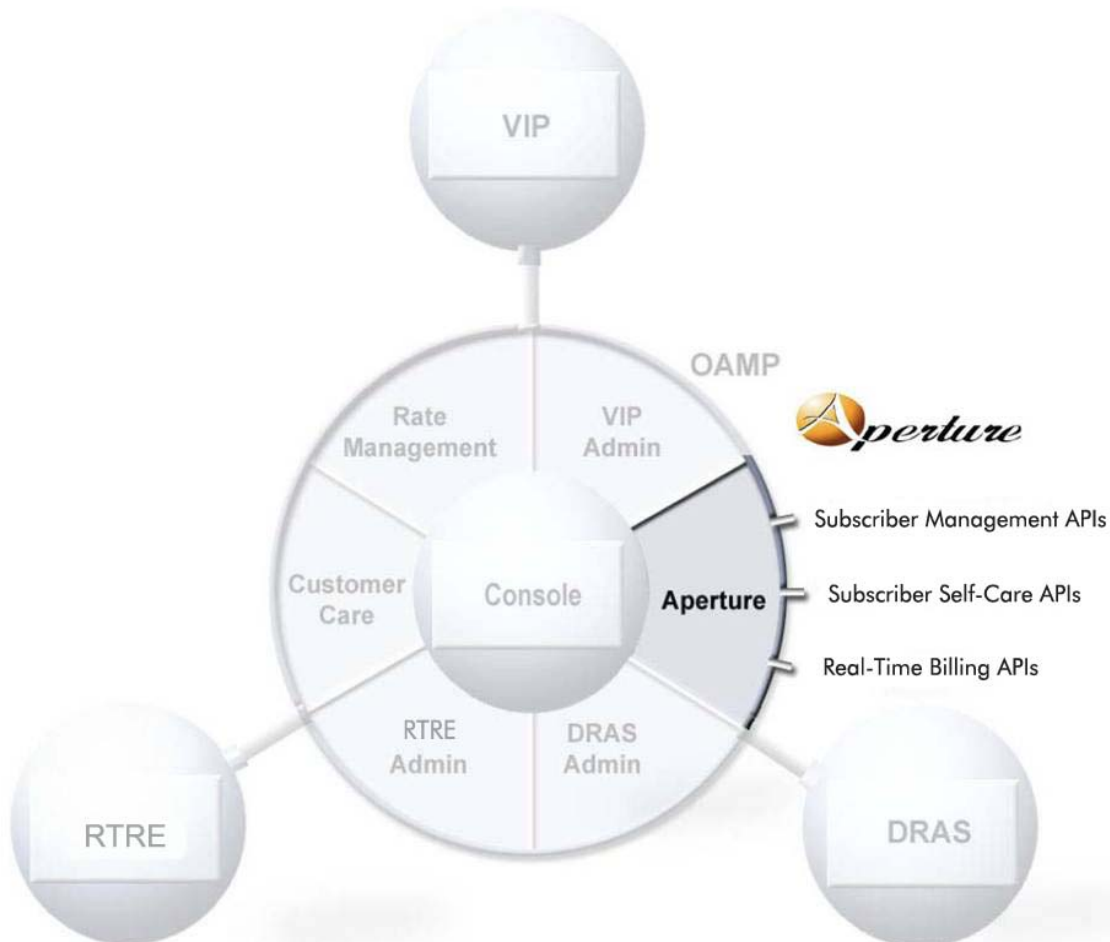 VIP
OAMP
Aperture
Rate
Management
VIP
Admin
Subscriber Management APIs
Customer
Care
Console
Aperture
Subscriber Self-Care APIs
Real-Time Billing APIs
RTRE
Admin
DRAS
Admin
RTRE
DRAS